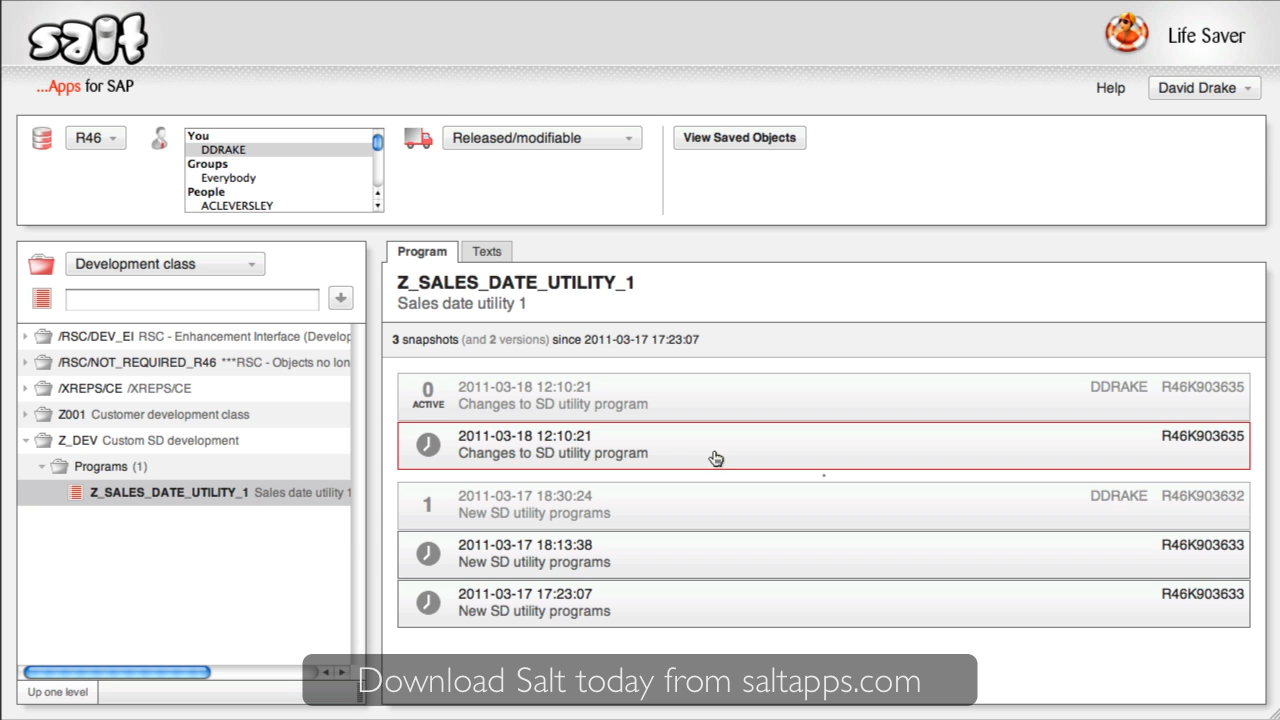 salt
Life Saver
...Apps for SAP
Help
David Drake
R46
You
DDRAKE
Groups
Everybody
People
ACLEVERSLEY
Released/modifiable
View Saved Objects
Development class
/RSC/DEV_EI RSC - Enhancement Interface (Develop
/RSC/NOT_REQUIRED_R46 ***RSC - Objects no lon
/XREPS/CE /XREPS/CE
Z001 Customer development class
Z_DEV Custom SD development
Programs (1)
Z_SALES_DATE_UTILITY_1 Sales date utility 1
Up one level
Program Texts
Z_SALES_DATE_UTILITY_1
Sales date utility 1
3 snapshots (and 2 versions) since 2011-03-17 17:23:07
0 ACTIVE
2011-03-18 12:10:21 DDRAKE R46K903635
Changes to SD utility program
2011-03-18 12:10:21 R46K903635
Changes to SD utility program
1
2011-03-17 18:30:24 DDRAKE R46K903632
New SD utility programs
2011-03-17 18:13:38 R46K903633
New SD utility programs
2011-03-17 17:23:07 R46K903633
New SD utility programs
Download Salt today from saltapps.com